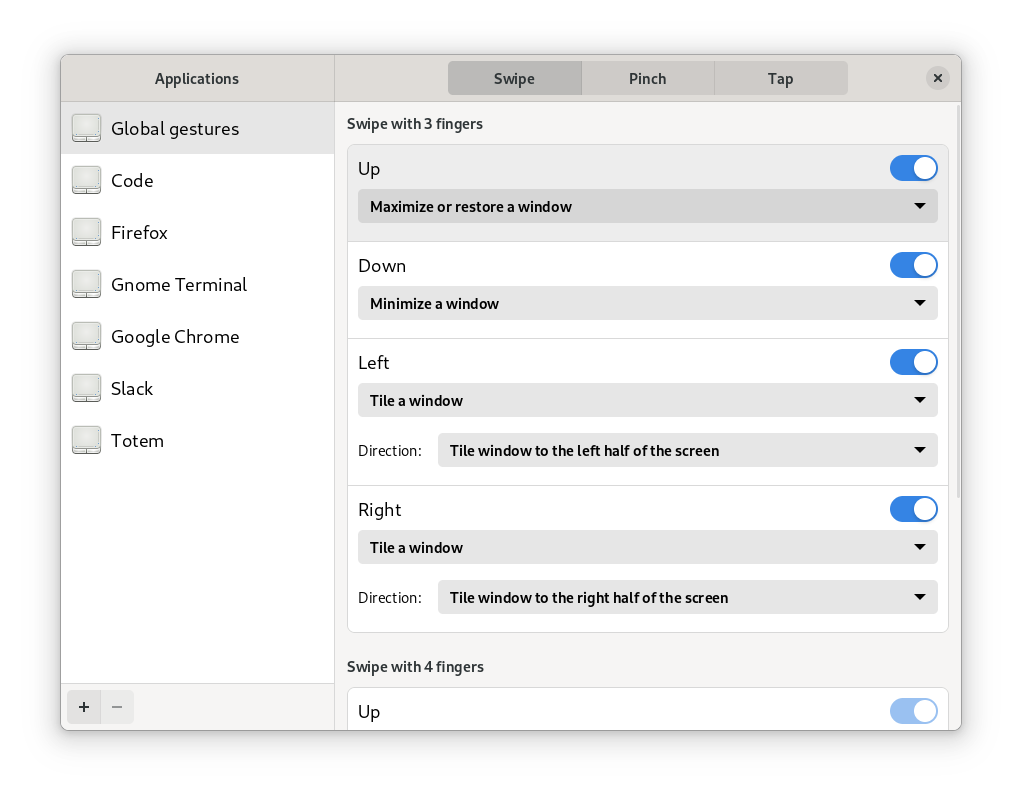 Applications
Swipe
Pinch
Tap
Global gestures
Code
Firefox
Gnome Terminal
Google Chrome
Slack
Totem
Swipe with 3 fingers
Up
Maximize or restore a window
Down
Minimize a window
Left
Tile a window
Direction: Tile window to the left half of the screen
Right
Tile a window
Direction: Tile window to the right half of the screen
Swipe with 4 fingers
Up